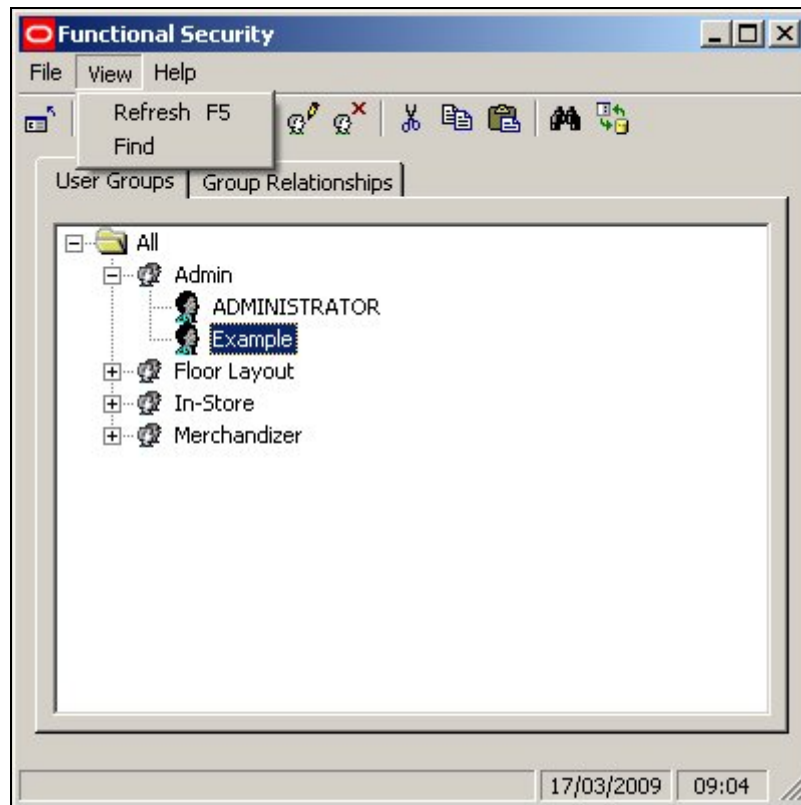 Functional Security
File View Help
Refresh F5
Find
User Groups Group Relationships
All
Admin
ADMINISTRATOR
Example
Floor Layout
In-Store
Merchandizer
17/03/2009 09:04